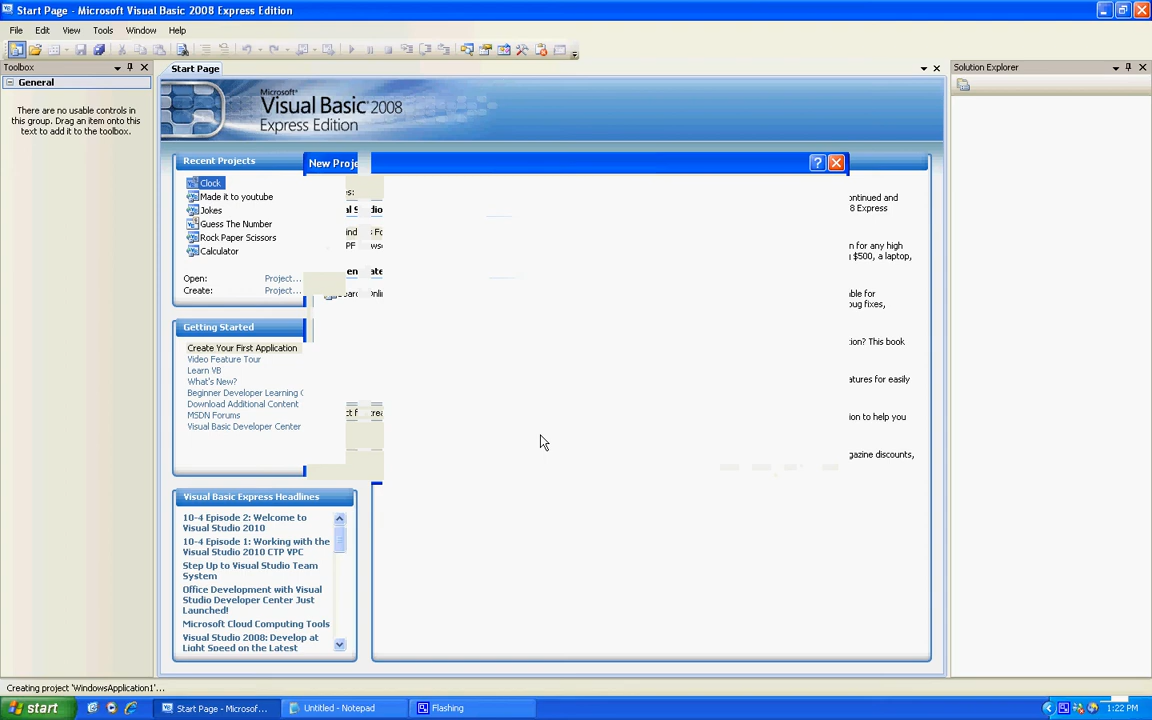 Start Page - Microsoft Visual Basic 2008 Express Edition
File Edit View Tools Window Help
Toolbox
General
There are no usable controls in
this group. Drag an item onto this
text to add it to the toolbox.
Start Page
Microsoft®
Visual Basic® 2008
Express Edition
Recent Projects
Clock
Made it to youtube
Jokes
Guess The Number
Rock Paper Scissors
Calculator
Open: Project...
Create: Project...
Getting Started
Create Your First Application
Video Feature Tour
Learn VB
What's New?
Beginner Developer Learning
Download Additional Content
MSDN Forums
Visual Basic Developer Center
Visual Basic Express Headlines
10-4 Episode 2: Welcome to
Visual Studio 2010
10-4 Episode 1: Working with the
Visual Studio 2010 CTP VPC
Step Up to Visual Studio Team
System
Office Development with Visual
Studio Developer Center Just
Launched!
Microsoft Cloud Computing Tools
Visual Studio 2008: Develop at
Light Speed on the Latest
New Proje
ontinued and
8 Express
n for any high
$500, a laptop,
able for
bug fixes,
ion? This book
atures for easily
ion to help you
gazine discounts,
Solution Explorer
Creating project 'WindowsApplication1'...
start
Start Page - Microsof...
Untitled - Notepad
Flashing
1:22 PM